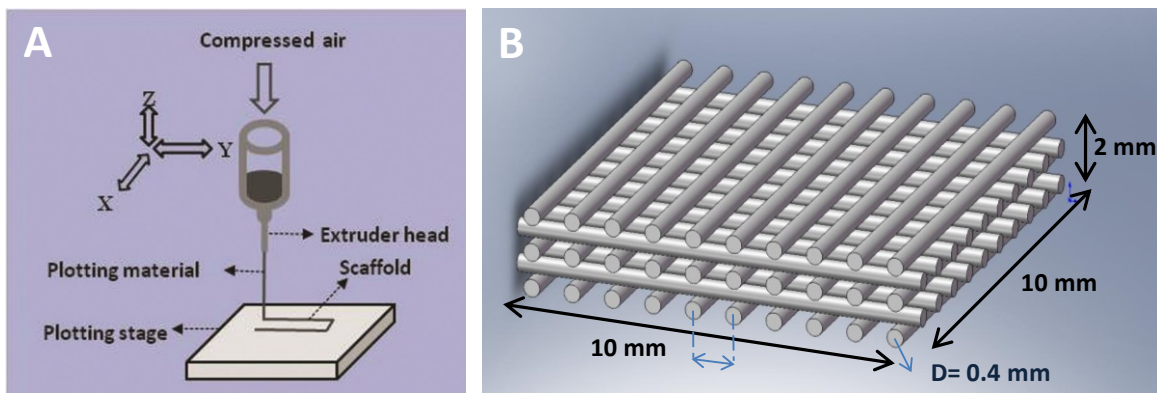 A
Compressed air
Z
Y
X
Extruder head
Plotting material
Scaffold
Plotting stage
B
2 mm
10 mm
10 mm
D= 0.4 mm